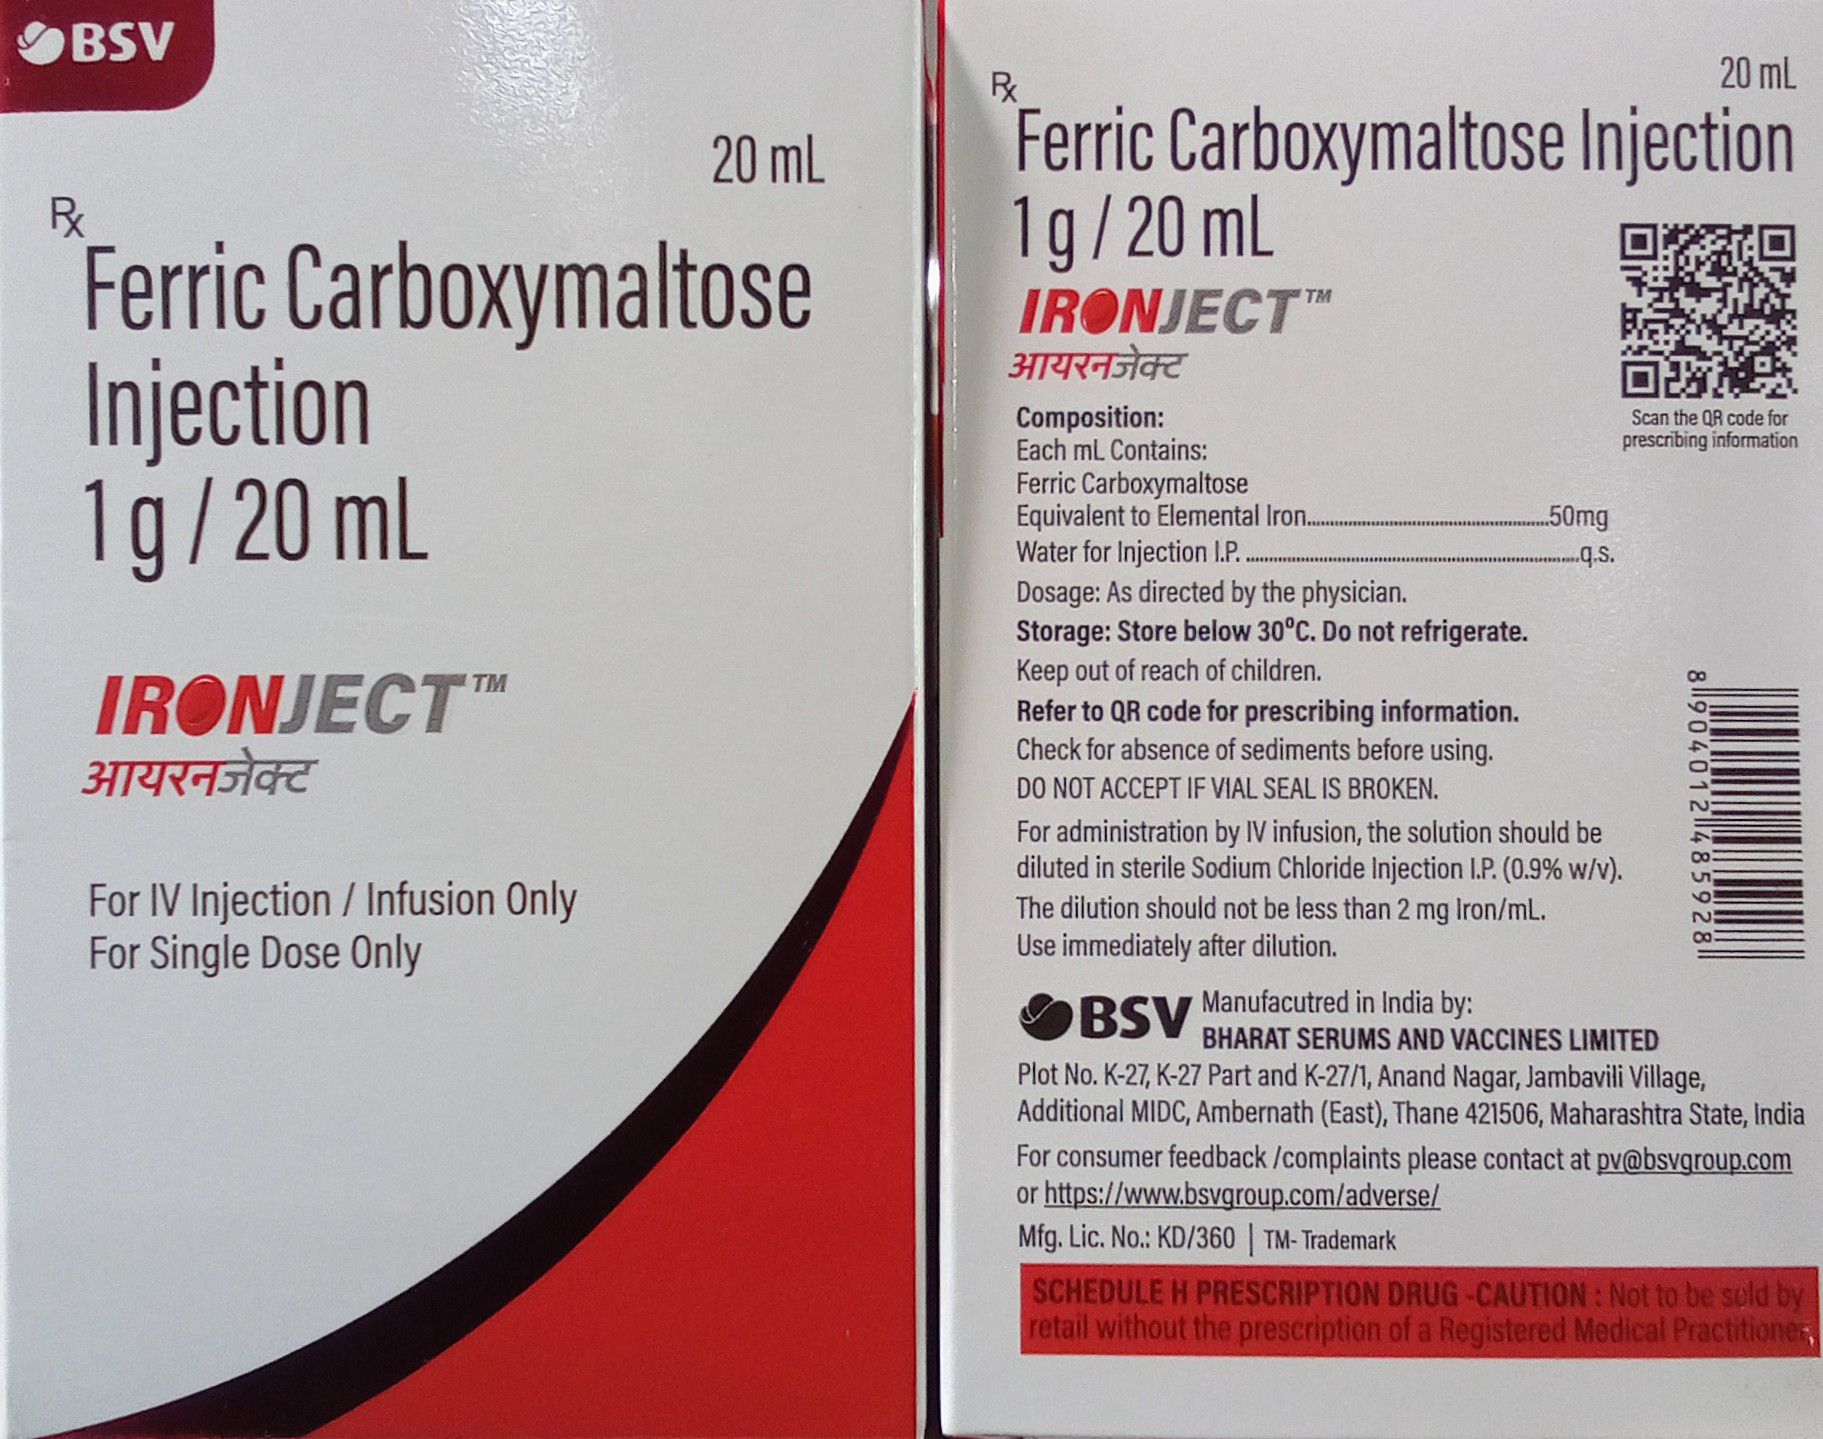 BSV
20 mL
Rx
Ferric Carboxymaltose
Injection
1 g / 20 mL
IRONJECT™
आयरनजेक्ट
For IV Injection / Infusion Only
For Single Dose Only
20 mL
Rx
Ferric Carboxymaltose Injection
1 g / 20 mL
IRONJECT™
आयरनजेक्ट
Scan the QR code for
prescribing information
Composition:
Each mL Contains:
Ferric Carboxymaltose
Equivalent to Elemental Iron..........50mg
Water for Injection I.P. ..........q.s.
Dosage: As directed by the physician.
Storage: Store below 30°C. Do not refrigerate.
Keep out of reach of children.
Refer to QR code for prescribing information.
Check for absence of sediments before using.
DO NOT ACCEPT IF VIAL SEAL IS BROKEN.
For administration by IV infusion, the solution should be
diluted in sterile Sodium Chloride Injection I.P. (0.9% w/v).
The dilution should not be less than 2 mg Iron/mL.
Use immediately after dilution.
8 904012 485928
BSV Manufacutred in India by:
BHARAT SERUMS AND VACCINES LIMITED
Plot No. K-27, K-27 Part and K-27/1, Anand Nagar, Jambavili Village,
Additional MIDC, Ambernath (East), Thane 421506, Maharashtra State, India
For consumer feedback /complaints please contact at pv@bsvgroup.com
or https://www.bsvgroup.com/adverse/
Mfg. Lic. No.: KD/360 | TM- Trademark
SCHEDULE H PRESCRIPTION DRUG -CAUTION : Not to be sold by
retail without the prescription of a Registered Medical Practitioner.